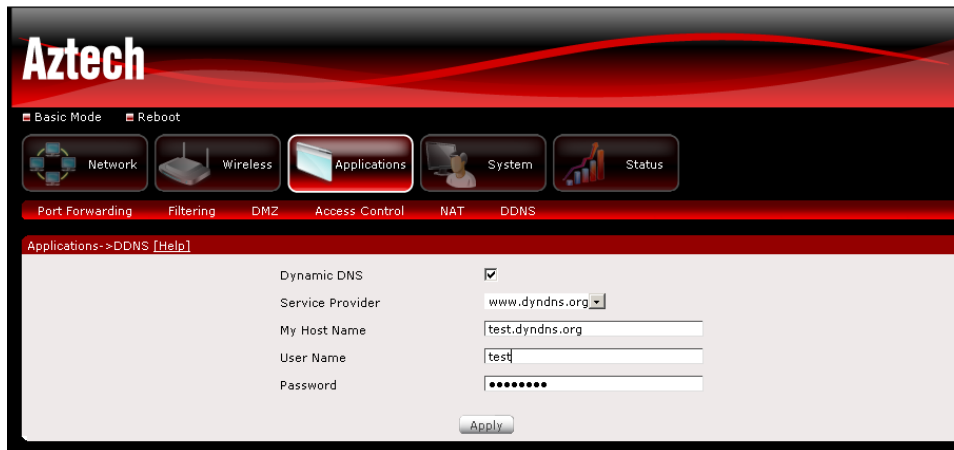 Aztech
Basic Mode Reboot
Network Wireless Applications System Status
Port Forwarding Filtering DMZ Access Control NAT DDNS
Applications->DDNS [Help]
Dynamic DNS
Service Provider www.dyndns.org
My Host Name test.dyndns.org
User Name test
Password ••••••••
Apply